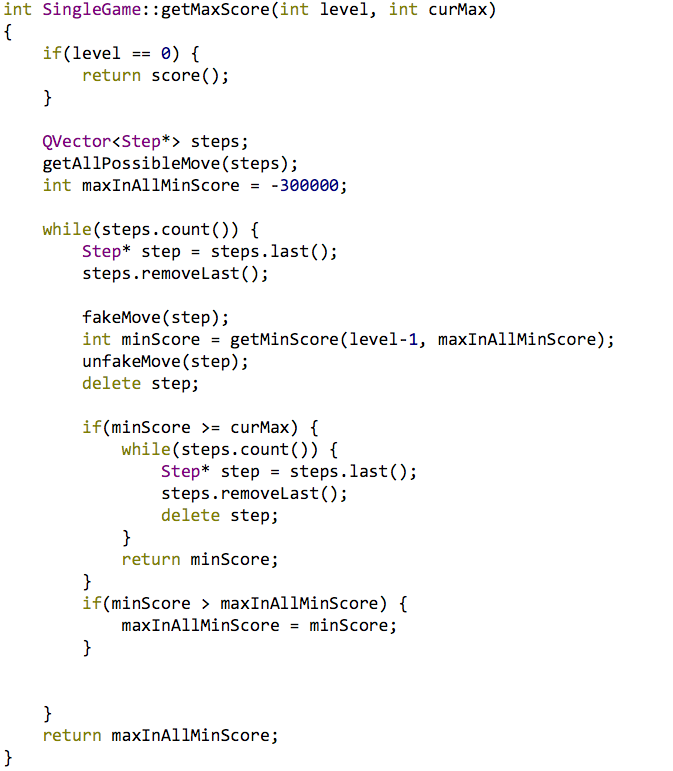 int SingleGame::getMaxScore(int level, int curMax)
{
    if(level == 0) {
        return score();
    }

    QVector<Step*> steps;
    getAllPossibleMove(steps);
    int maxInAllMinScore = -300000;

    while(steps.count()) {
        Step* step = steps.last();
        steps.removeLast();

        fakeMove(step);
        int minScore = getMinScore(level-1, maxInAllMinScore);
        unfakeMove(step);
        delete step;

        if(minScore >= curMax) {
            while(steps.count()) {
                Step* step = steps.last();
                steps.removeLast();
                delete step;
            }
            return minScore;
        }
        if(minScore > maxInAllMinScore) {
            maxInAllMinScore = minScore;
        }


    }
    return maxInAllMinScore;
}